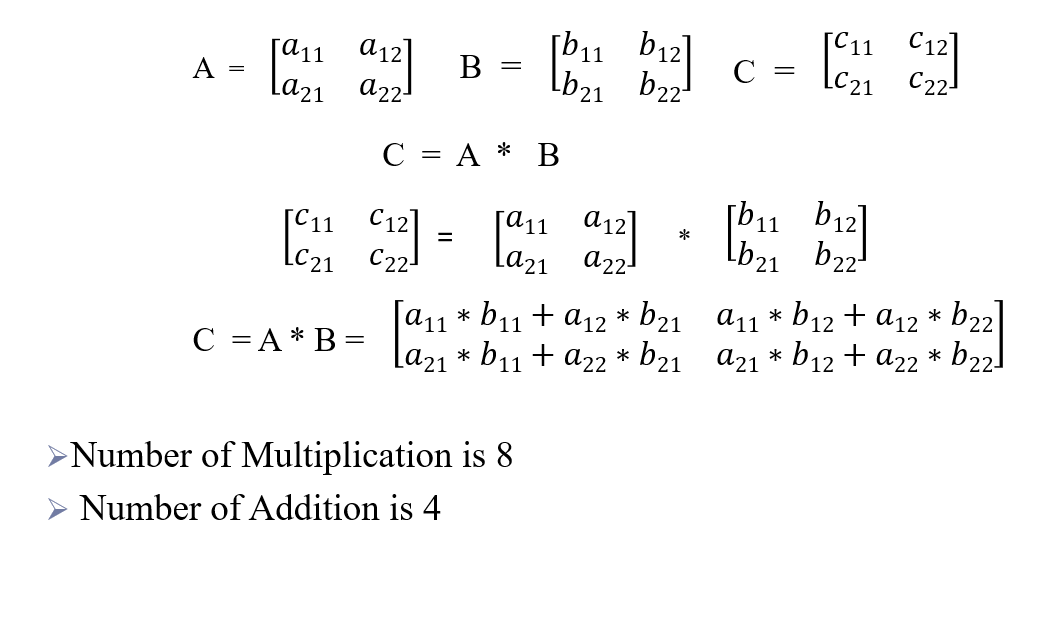 A = [a₁₁ a₁₂] B = [b₁₁ b₁₂] C = [c₁₁ c₁₂]
[a₂₁ a₂₂] [b₂₁ b₂₂] [c₂₁ c₂₂]
C = A * B
[c₁₁ c₁₂] = [a₁₁ a₁₂] * [b₁₁ b₁₂]
[c₂₁ c₂₂] [a₂₁ a₂₂] [b₂₁ b₂₂]
C = A * B = [a₁₁ * b₁₁ + a₁₂ * b₂₁ a₁₁ * b₁₂ + a₁₂ * b₂₂]
[a₂₁ * b₁₁ + a₂₂ * b₂₁ a₂₁ * b₁₂ + a₂₂ * b₂₂]
➢Number of Multiplication is 8
➢ Number of Addition is 4